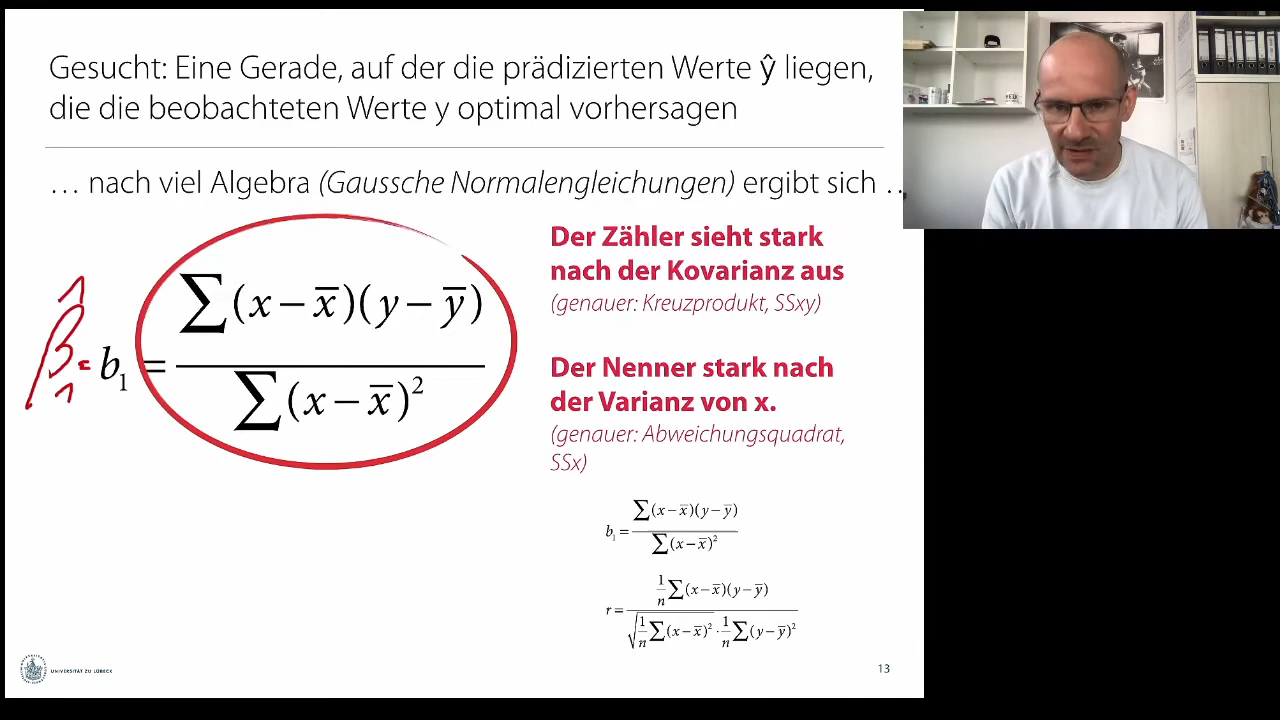 Gesucht: Eine Gerade, auf der die prädizierten Werte ŷ liegen,
die die beobachteten Werte y optimal vorhersagen
… nach viel Algebra (Gaussche Normalengleichungen) ergibt sich ..
β̂₁ = b₁ = ∑(x − x̅)(y − y̅) / ∑(x − x̅)²
Der Zähler sieht stark
nach der Kovarianz aus
(genauer: Kreuzprodukt, SSxy)
Der Nenner stark nach
der Varianz von x.
(genauer: Abweichungsquadrat,
SSx)
b₁ = ∑(x − x̅)(y − y̅) / ∑(x − x̅)²
r = 1/n ∑(x − x̅)(y − y̅) / √(1/n ∑(x − x̅)² · 1/n ∑(y − y̅)²)
UNIVERSITÄT ZU LÜBECK
13